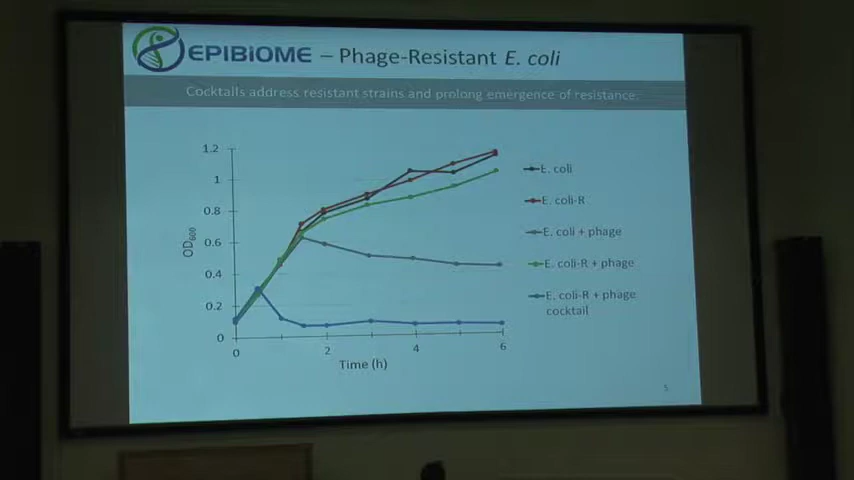 EPIBIOME – Phage-Resistant E. coli
Cocktails address resistant strains and prolong emergence of resistance.
1.2
1
0.8
0.6
0.4
0.2
0
OD600
0
2
4
6
Time (h)
E. coli
E. coli-R
E. coli + phage
E. coli-R + phage
E. coli-R + phage
cocktail
5